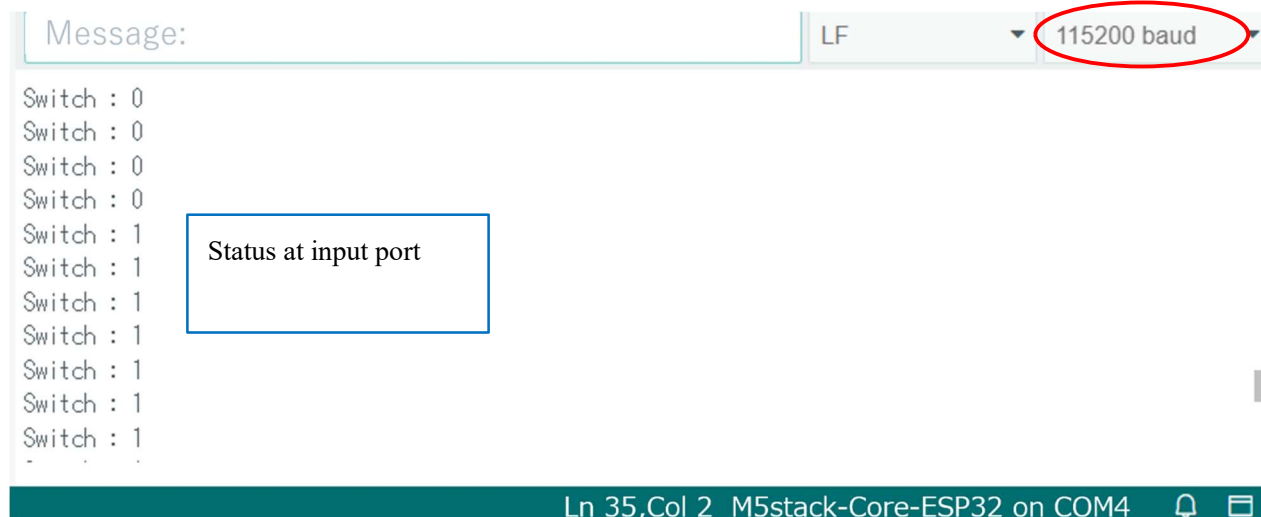 Message:
LF
115200 baud
Switch : 0
Switch : 0
Switch : 0
Switch : 0
Switch : 1
Switch : 1
Switch : 1
Switch : 1
Switch : 1
Switch : 1
Switch : 1
Status at input port
Ln 35,Col 2 M5stack-Core-ESP32 on COM4